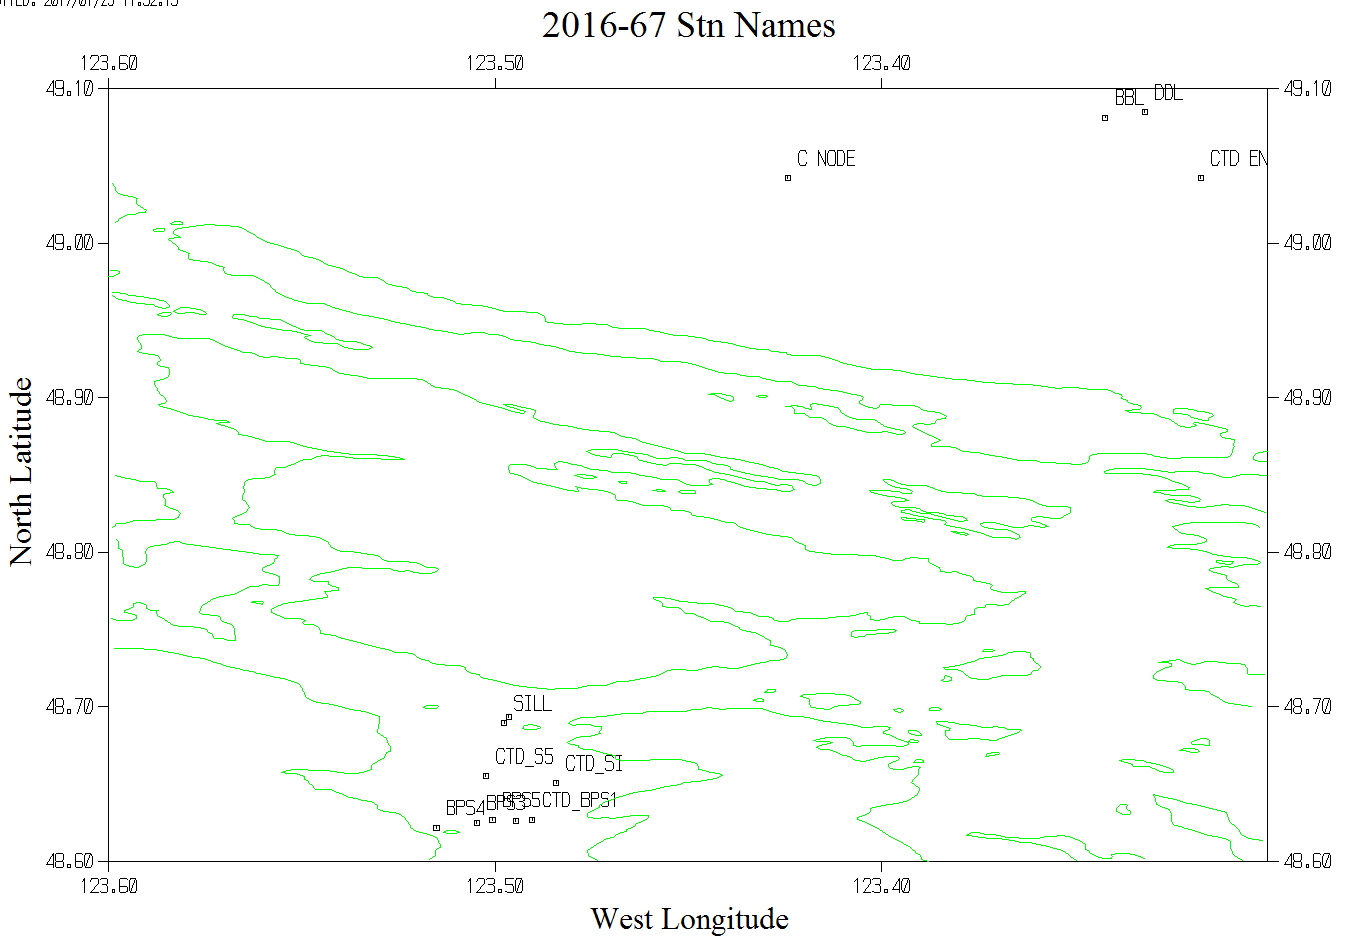 2016-67 Stn Names
123.60 123.50 123.40
49.10 49.10
BBL DDL
C NODE CTD EN
49.00 49.00
48.90 48.90
North Latitude
48.80 48.80
48.70 48.70
SILL
CTD_S5 CTD_SI
BPS4 BPS3 BPS5 CTD_BPS1
48.60 48.60
123.60 123.50 123.40
West Longitude